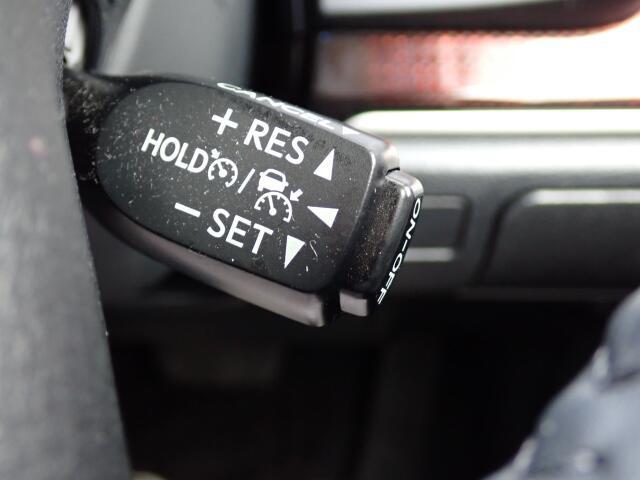 CANCEL
+ RES
HOLD /
- SET
ON-OFF